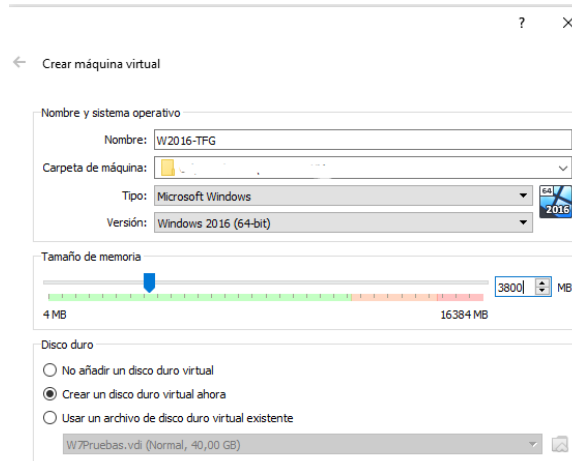 ?
Crear máquina virtual
Nombre y sistema operativo
Nombre: W2016-TFG
Carpeta de máquina:
Tipo: Microsoft Windows
64
2016
Versión: Windows 2016 (64-bit)
Tamaño de memoria
3800 MB
4 MB 16384 MB
Disco duro
No añadir un disco duro virtual
Crear un disco duro virtual ahora
Usar un archivo de disco duro virtual existente
W7Pruebas.vdi (Normal, 40,00 GB)